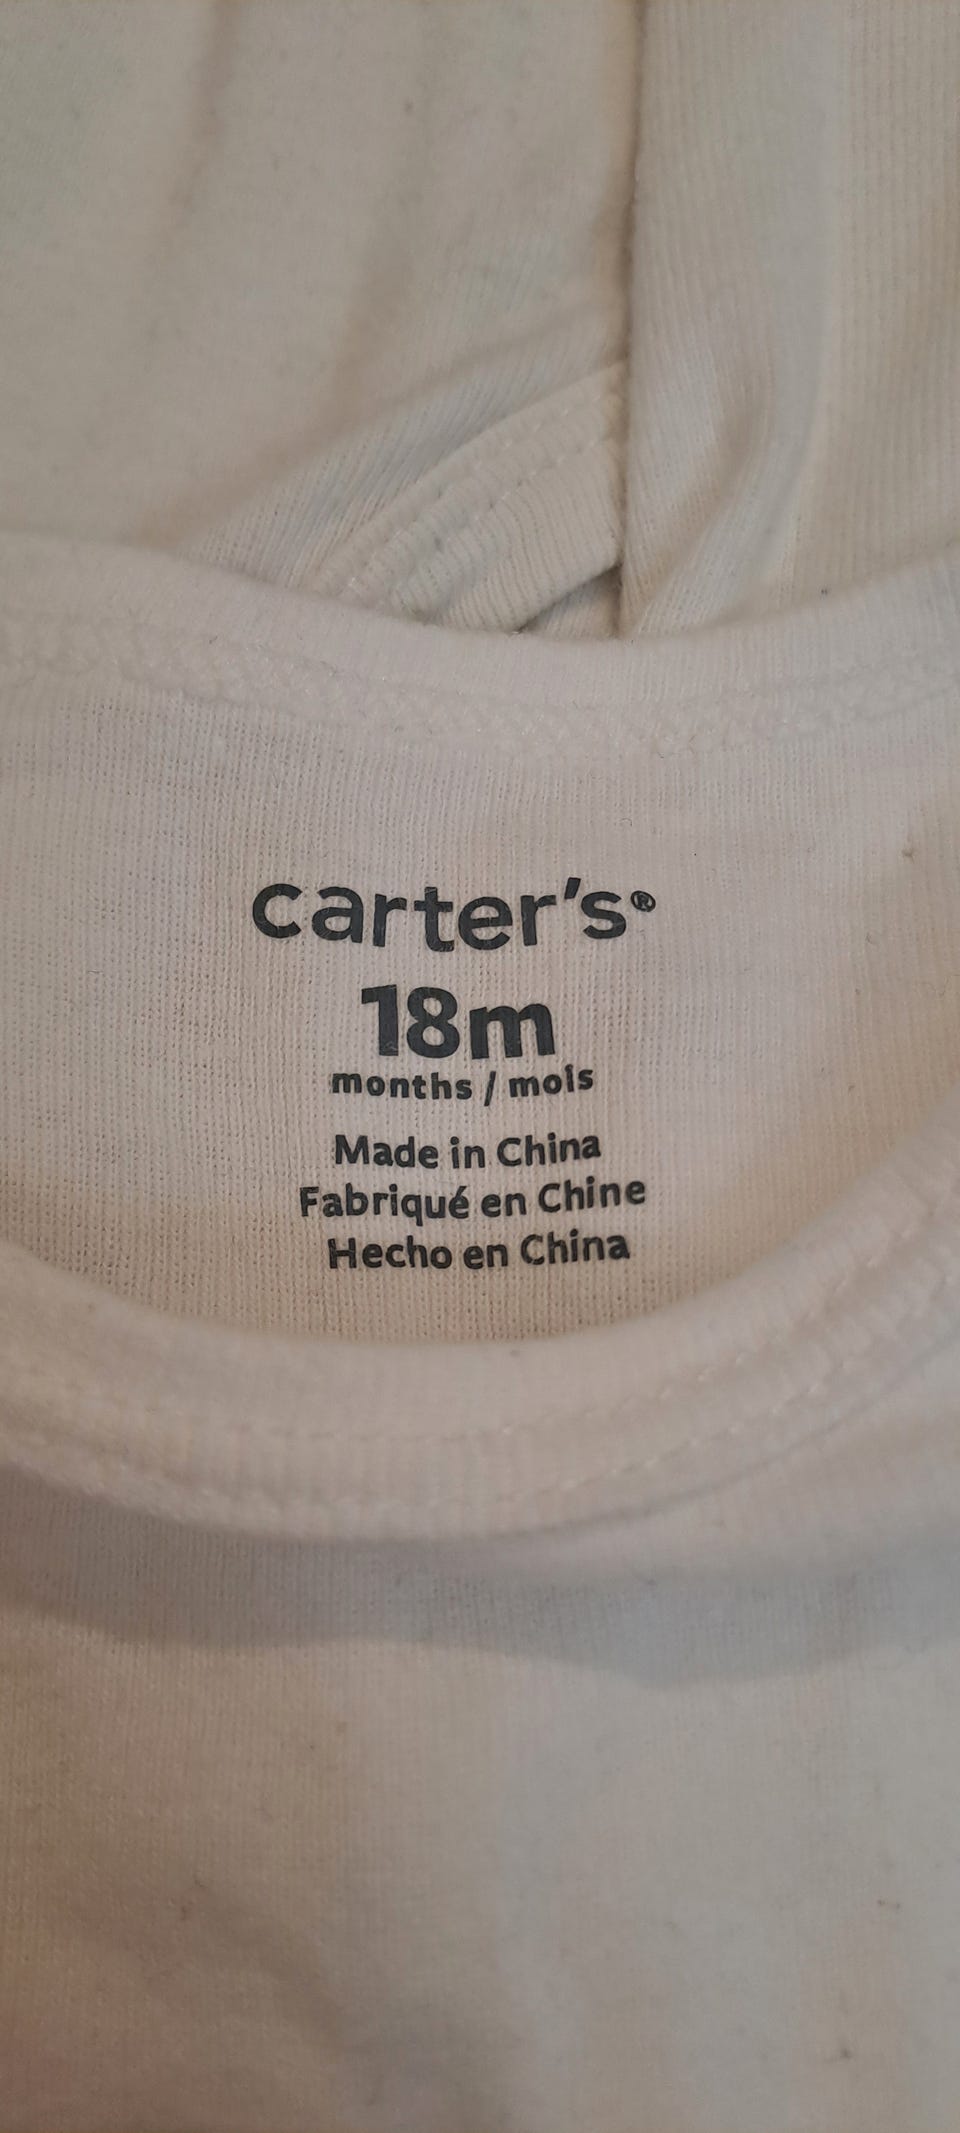 carter's®
18m
months / mois
Made in China
Fabriqué en Chine
Hecho en China